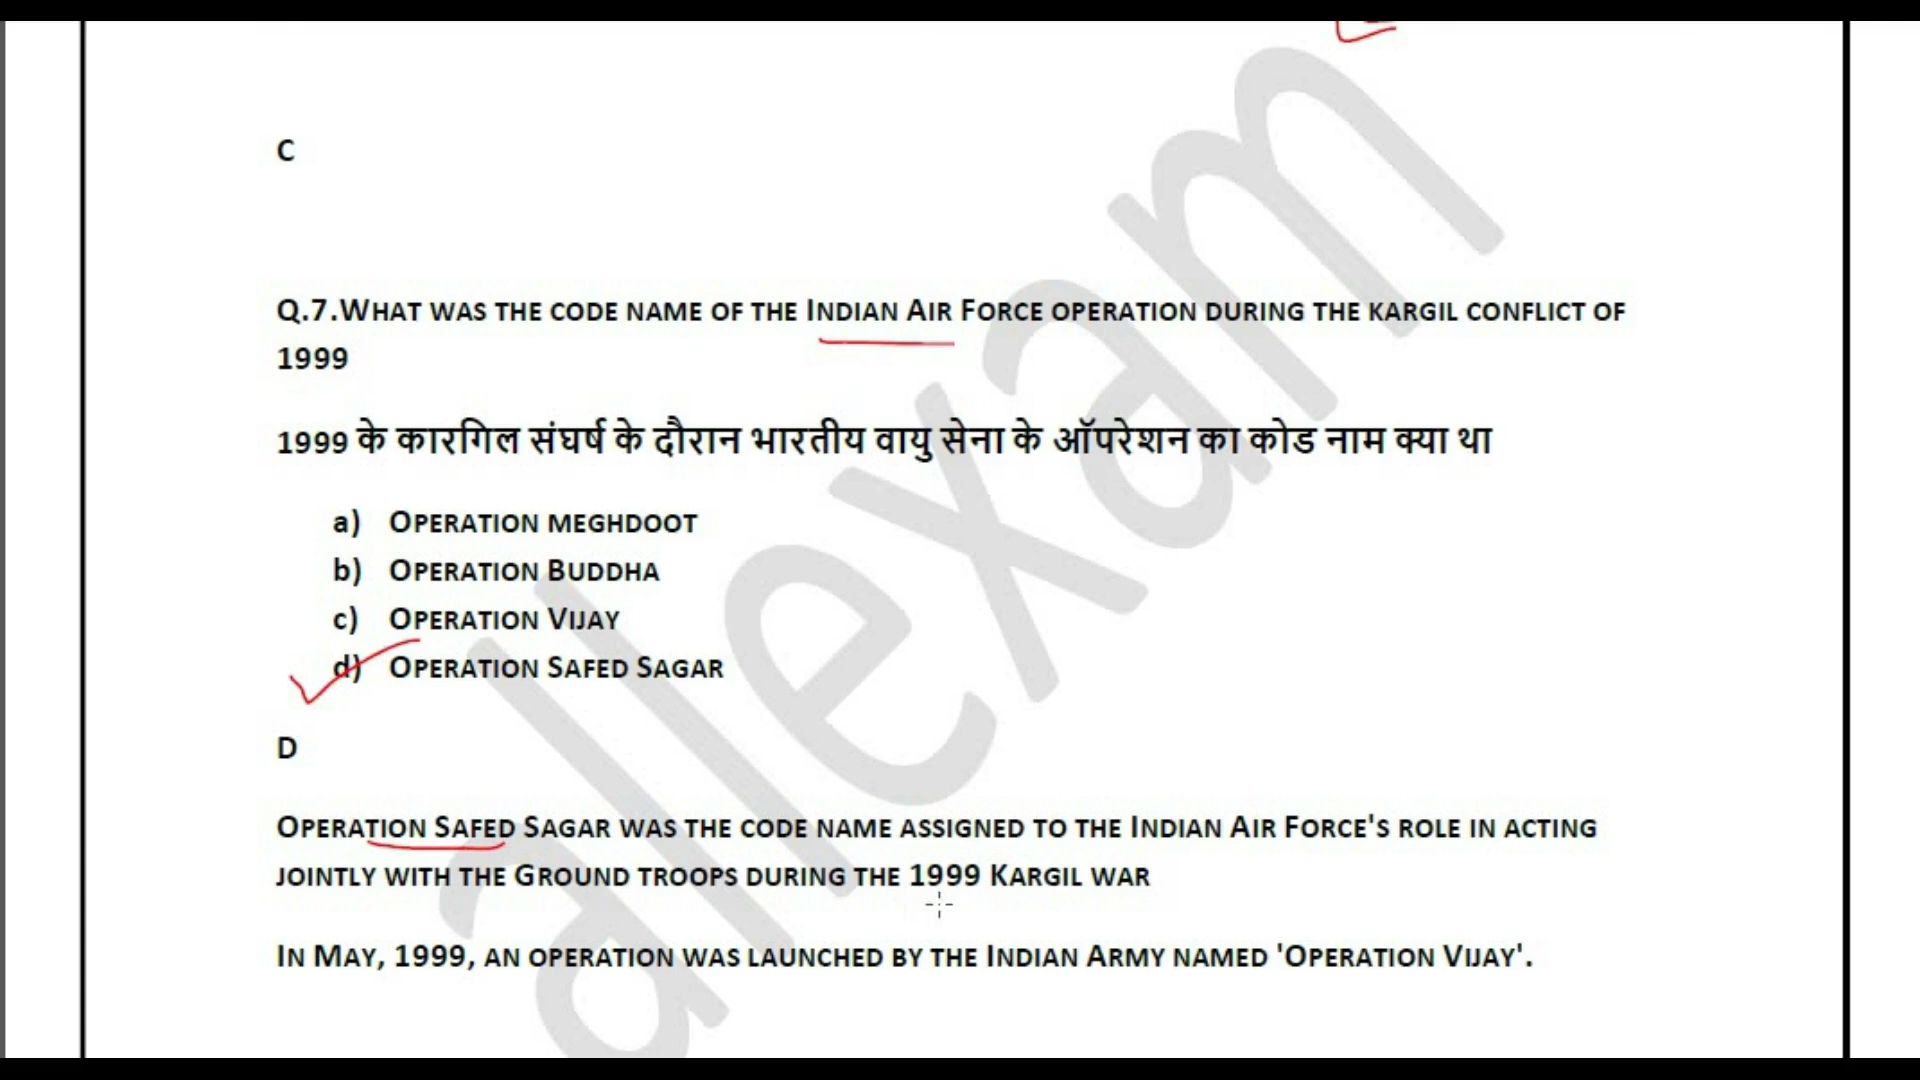 C
Q.7.What was the code name of the Indian Air Force operation during the kargil conflict of
1999
1999 के कारगिल संघर्ष के दौरान भारतीय वायु सेना के ऑपरेशन का कोड नाम क्या था
a) Operation meghdoot
b) Operation Buddha
c) Operation Vijay
d) Operation Safed Sagar
D
Operation Safed Sagar was the code name assigned to the Indian Air Force's role in acting
jointly with the Ground troops during the 1999 Kargil war
In May, 1999, an operation was launched by the Indian Army named 'Operation Vijay'.
allexam